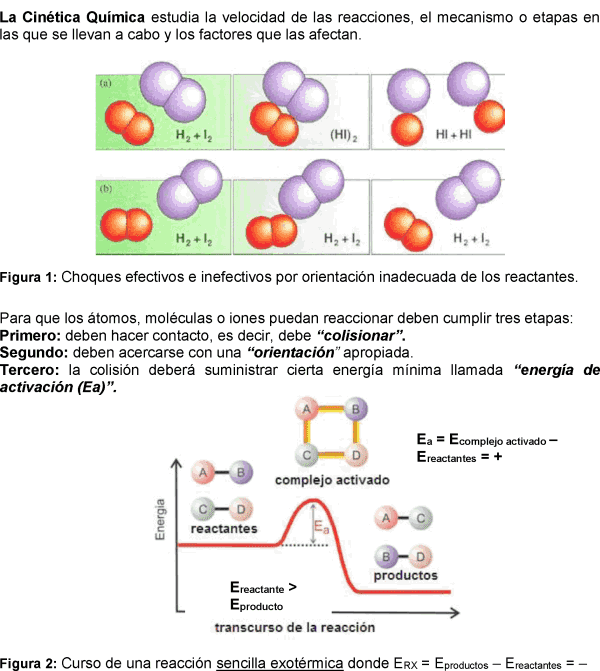 La Cinética Química estudia la velocidad de las reacciones, el mecanismo o etapas en
las que se llevan a cabo y los factores que las afectan.
(a)
H2 + I2
(HI)2
HI + HI
(b)
H2 + I2
H2 + I2
H2 + I2
Figura 1: Choques efectivos e inefectivos por orientación inadecuada de los reactantes.
Para que los átomos, moléculas o iones puedan reaccionar deben cumplir tres etapas:
Primero: deben hacer contacto, es decir, debe “colisionar”.
Segundo: deben acercarse con una “orientación” apropiada.
Tercero: la colisión deberá suministrar cierta energía mínima llamada “energía de
activación (Ea)”.
A B
C D
complejo activado
Ea = Ecomplejo activado –
Ereactantes = +
Energia
A B
C D
reactantes
Ea
A C
B D
productos
Ereactante >
Eproducto
transcurso de la reacción
Figura 2: Curso de una reacción sencilla exotérmica donde ERX = Eproductos – Ereactantes = –